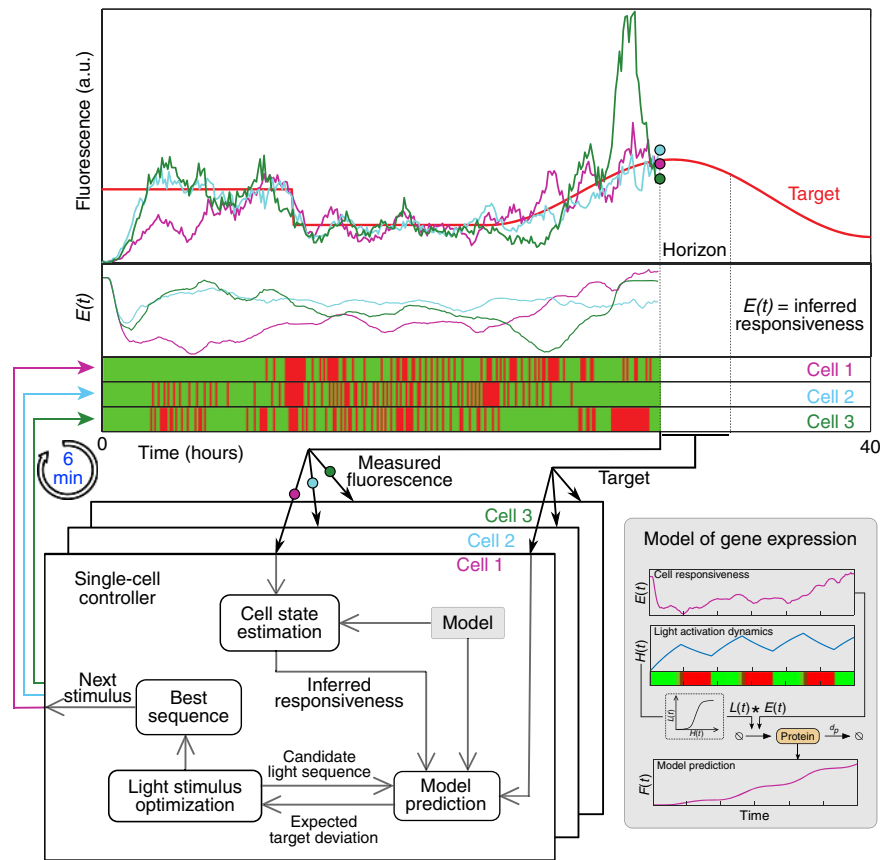 Fluorescence (a.u.)
Target
Horizon
E(t)
E(t) = inferred
responsiveness
Cell 1
Cell 2
Cell 3
0
Time (hours)
40
6
min
Measured
fluorescence
Target
Cell 3
Cell 2
Cell 1
Single-cell
controller
Cell state
estimation
Model
Next
stimulus
Best
sequence
Inferred
responsiveness
Candidate
light sequence
Light stimulus
optimization
Model
prediction
Expected
target deviation
Model of gene expression
Cell responsiveness
E(t)
Light activation dynamics
H(t)
L(t)
H(t)
L(t) * E(t)
∅
Protein
dp
∅
Model prediction
F(t)
Time